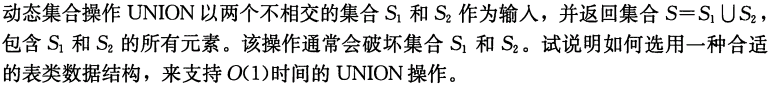 动态集合操作 UNION 以两个不相交的集合 S₁ 和 S₂ 作为输入，并返回集合 S=S₁∪S₂，
包含 S₁ 和 S₂ 的所有元素。该操作通常会破坏集合 S₁ 和 S₂。试说明如何选用一种合适
的表类数据结构，来支持 O(1)时间的 UNION 操作。